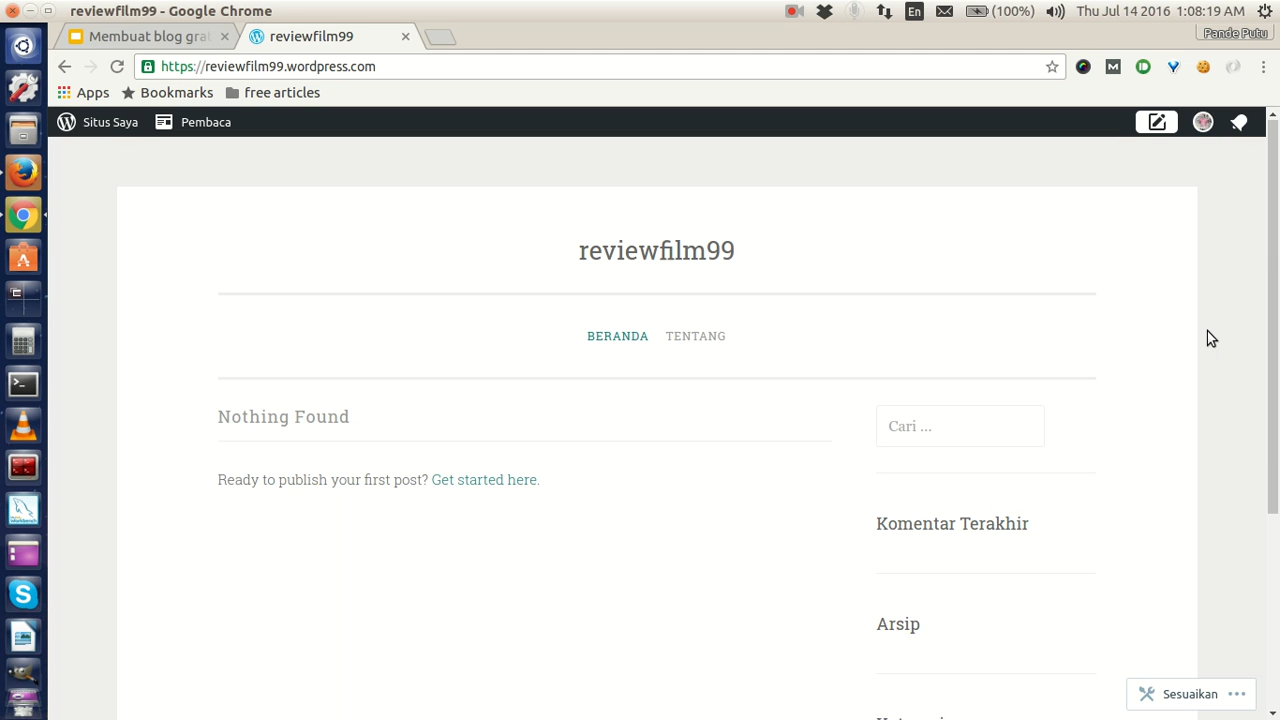 reviewfilm99 - Google Chrome
En
(100%)
Thu Jul 14 2016 1:08:19 AM
Membuat blog gra
reviewfilm99
Pande Putu
https://reviewfilm99.wordpress.com
Apps
Bookmarks
free articles
Situs Saya
Pembaca
reviewfilm99
BERANDA
TENTANG
Nothing Found
Cari ...
Ready to publish your first post? Get started here.
Komentar Terakhir
Arsip
Sesuaikan